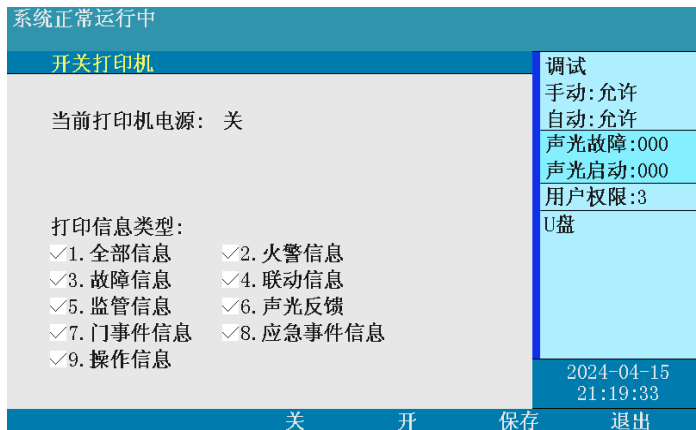 系统正常运行中
开关打印机
当前打印机电源: 关
打印信息类型:
1.全部信息 2.火警信息
3.故障信息 4.联动信息
5.监管信息 6.声光反馈
7.门事件信息 8.应急事件信息
9.操作信息
调试
手动:允许
自动:允许
声光故障:000
声光启动:000
用户权限:3
U盘
2024-04-15
21:19:33
关 开 保存 退出